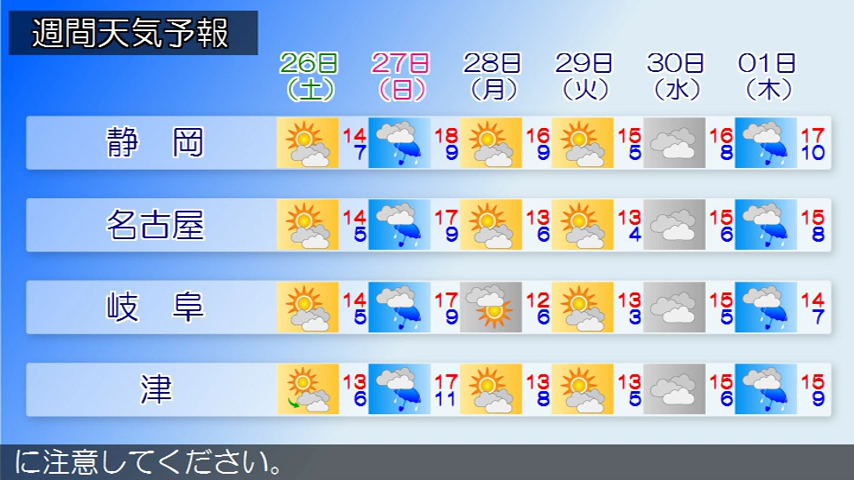 週間天気予報
26日 27日 28日 29日 30日 01日
（土） （日） （月） （火） （水） （木）
静岡 14 7 18 9 16 9 15 5 16 8 17 10
名古屋 14 5 17 9 13 6 13 4 15 6 15 8
岐阜 14 5 17 9 12 6 13 3 15 5 14 7
津 13 6 17 11 13 8 13 5 15 6 15 9
に注意してください。